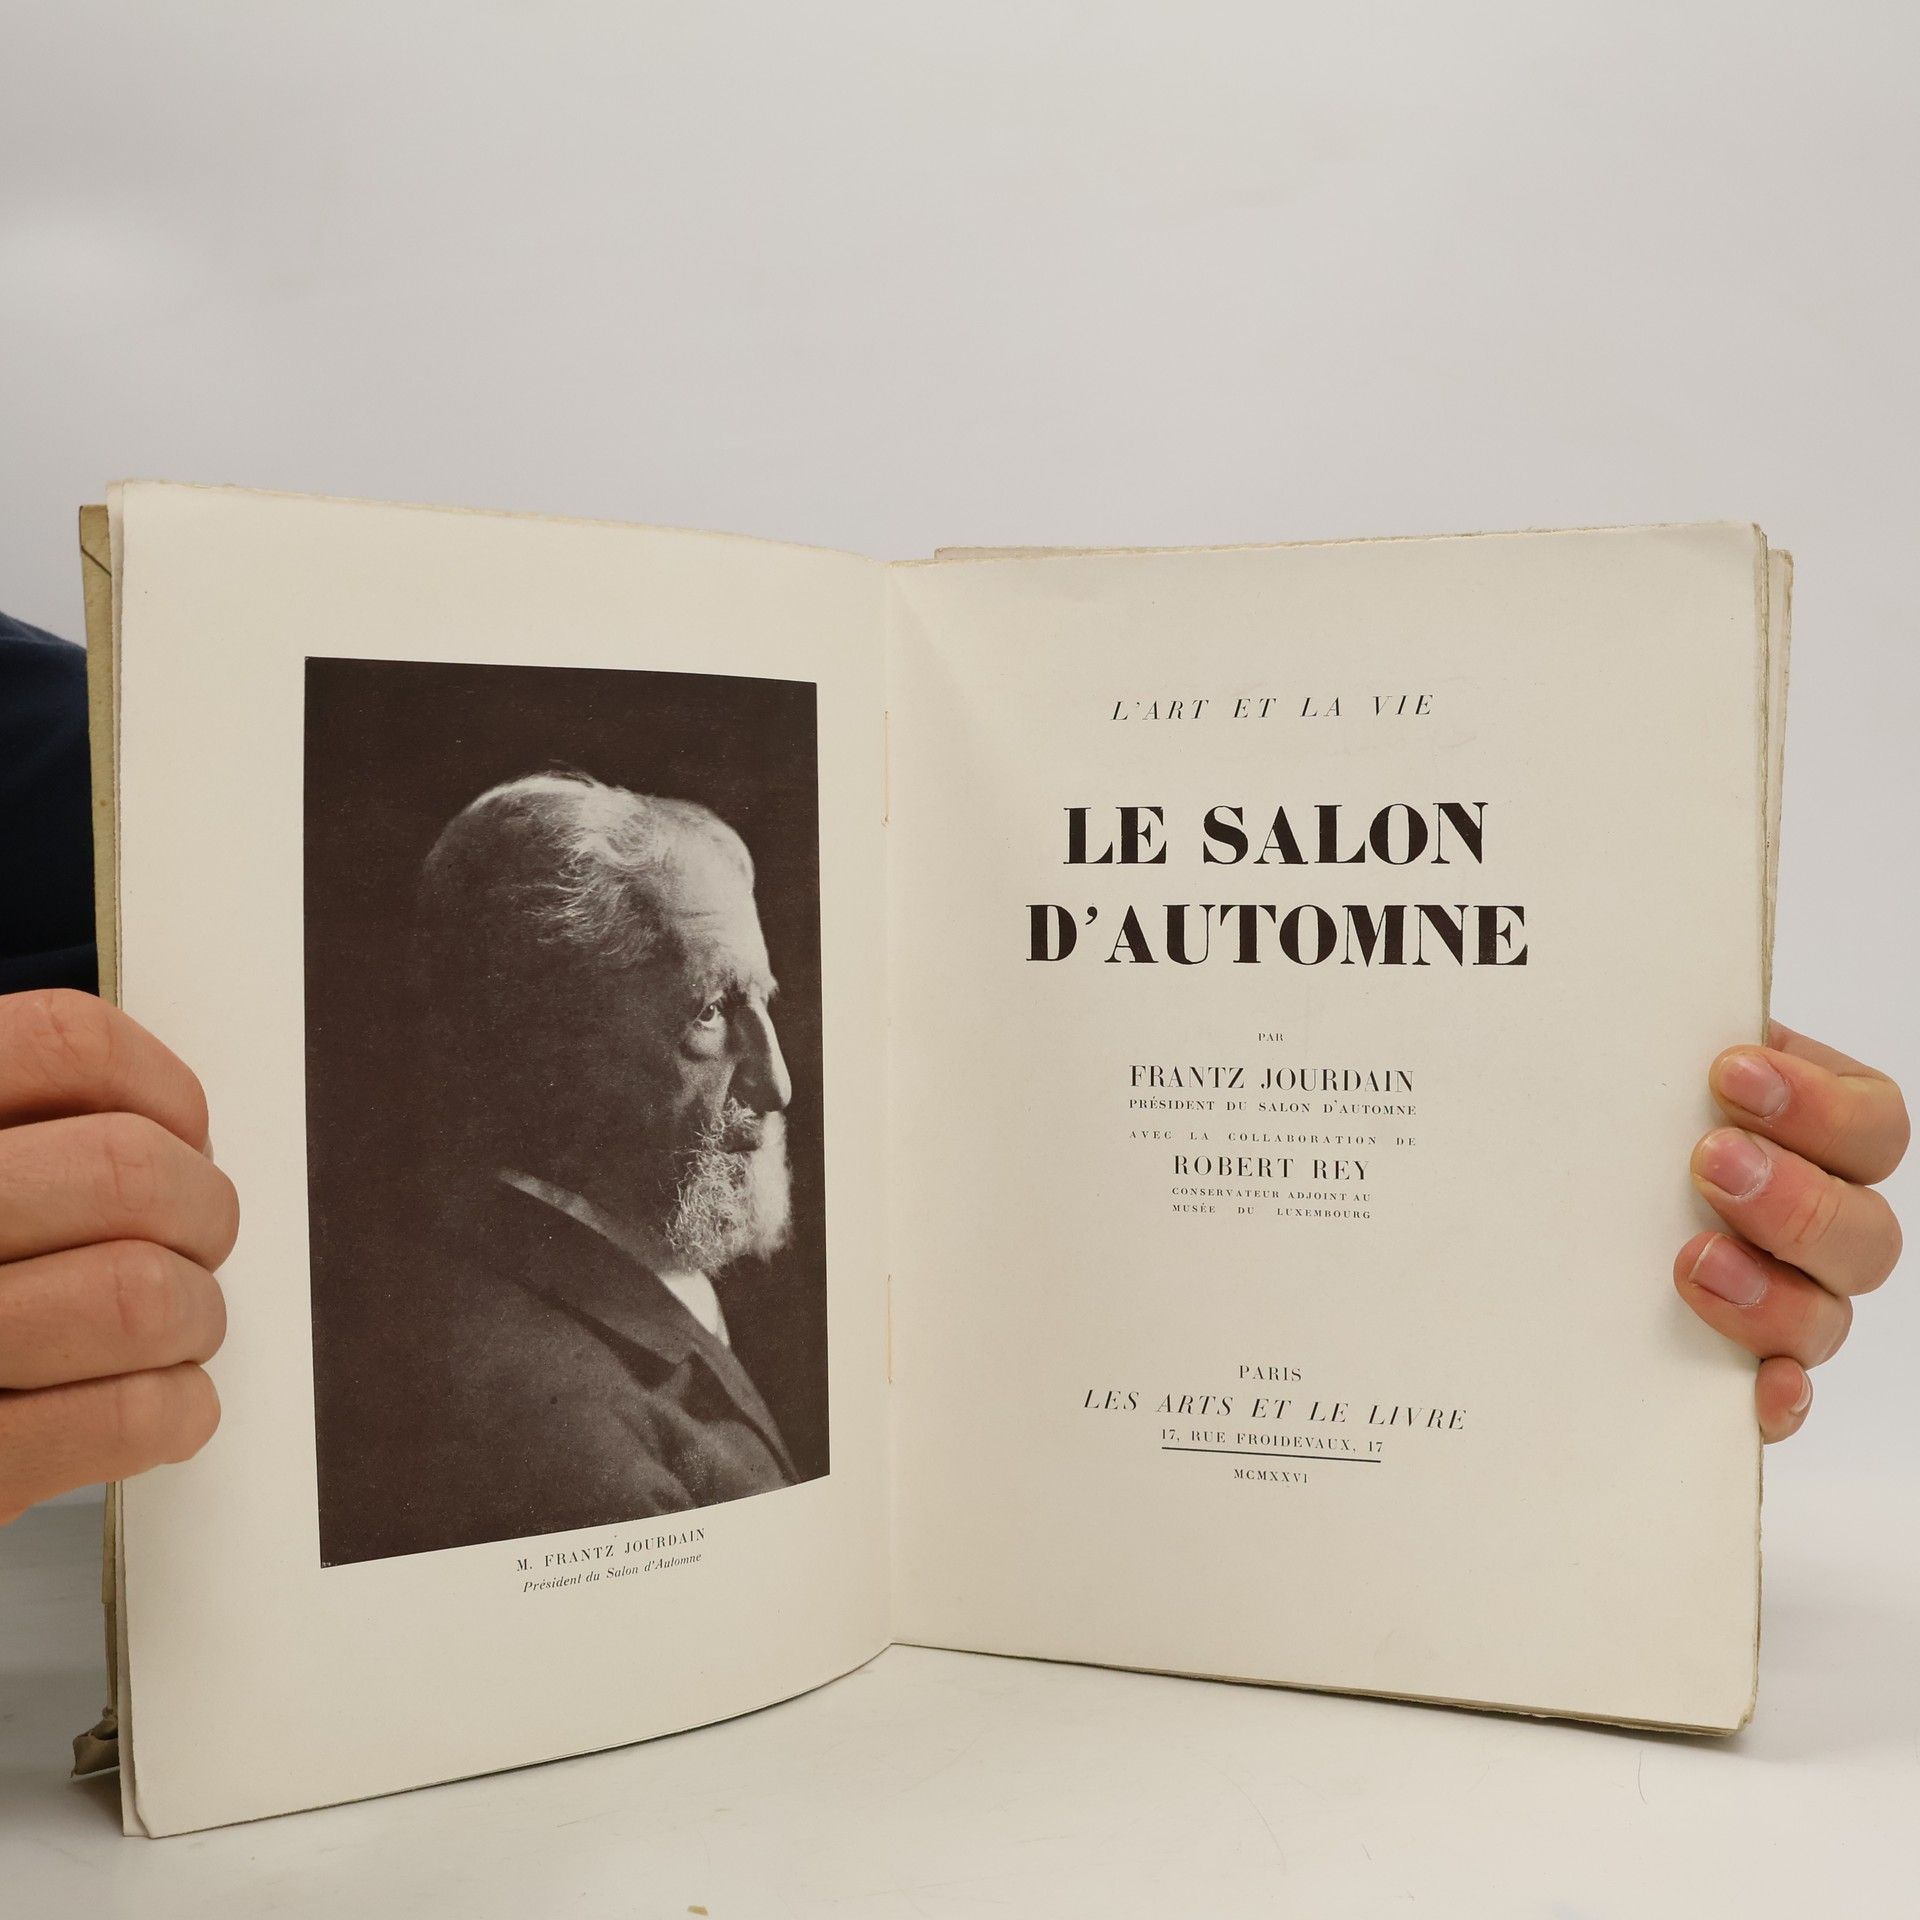 M. FRANTZ JOURDAIN
Président du Salon d'Automne
L'ART ET LA VIE
LE SALON
D'AUTOMNE
PAR
FRANTZ JOURDAIN
PRÉSIDENT DU SALON D'AUTOMNE
AVEC LA COLLABORATION DE
ROBERT REY
CONSERVATEUR ADJOINT AU
MUSÉE DU LUXEMBOURG
PARIS
LES ARTS ET LE LIVRE
17, RUE FROIDEVAUX, 17
MCMXXVI